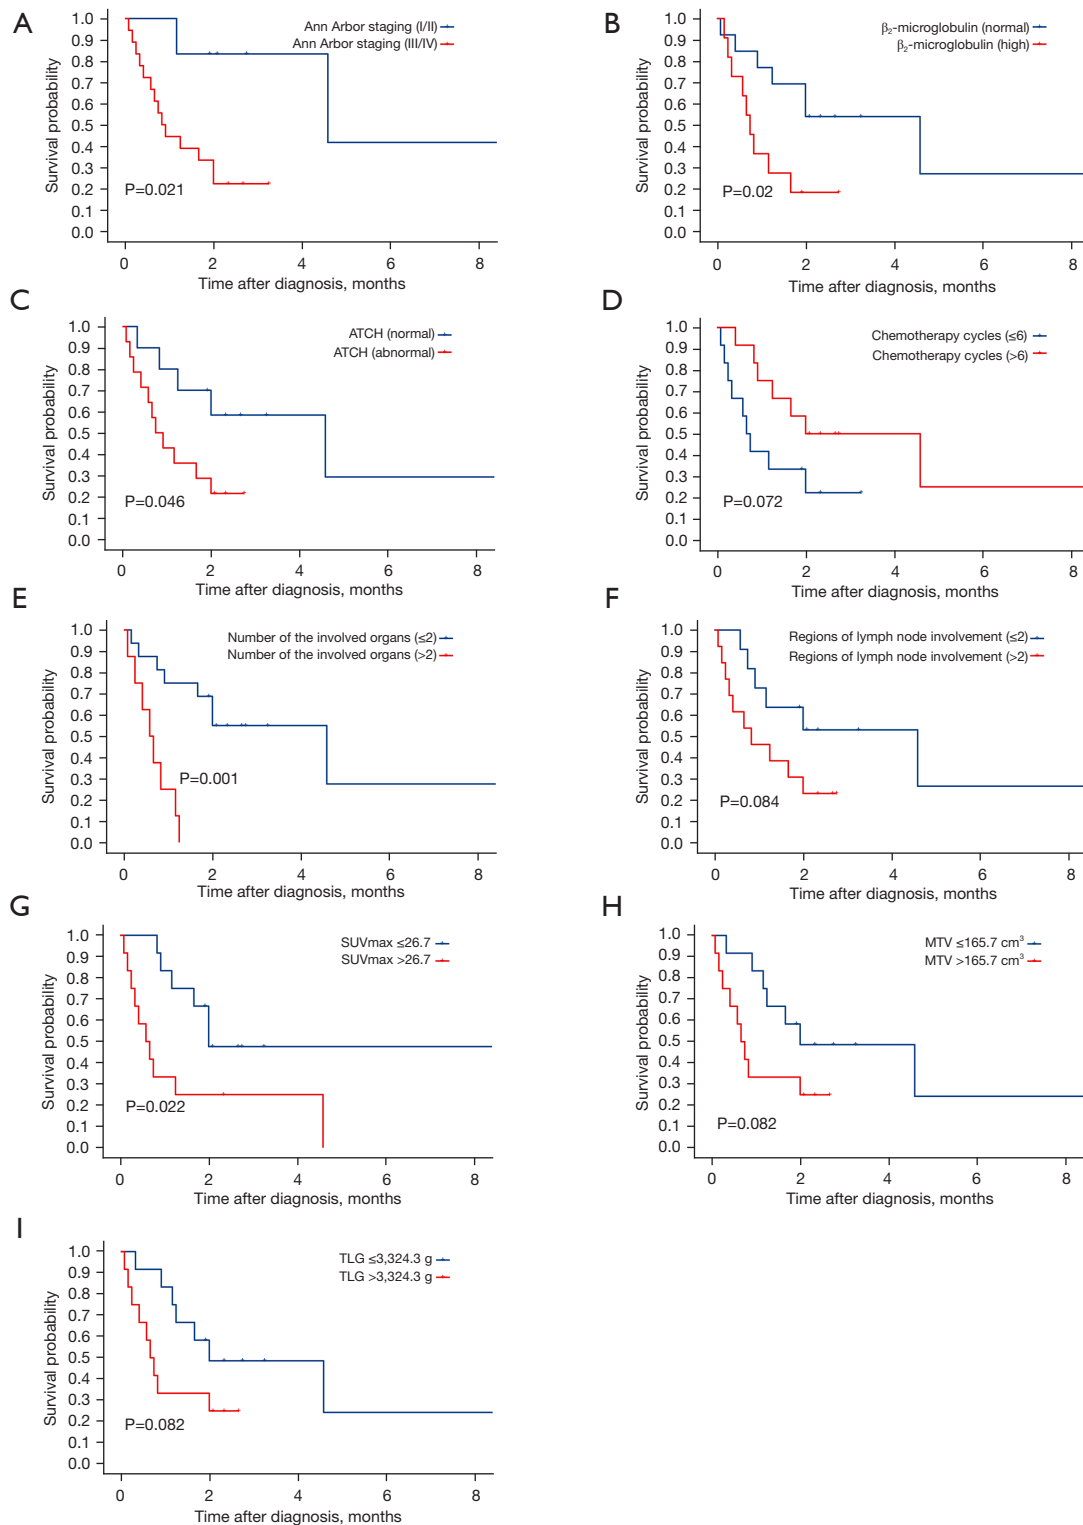 A
Ann Arbor staging (I/II)
Ann Arbor staging (III/IV)
Survival probability
1.0
0.9
0.8
0.7
0.6
0.5
0.4
0.3
0.2
0.1
0.0
P=0.021
0 2 4 6 8
Time after diagnosis, months
B
β2-microglobulin (normal)
β2-microglobulin (high)
Survival probability
1.0
0.9
0.8
0.7
0.6
0.5
0.4
0.3
0.2
0.1
0.0
P=0.02
0 2 4 6 8
Time after diagnosis, months
C
ATCH (normal)
ATCH (abnormal)
Survival probability
1.0
0.9
0.8
0.7
0.6
0.5
0.4
0.3
0.2
0.1
0.0
P=0.046
0 2 4 6 8
Time after diagnosis, months
D
Chemotherapy cycles (≤6)
Chemotherapy cycles (>6)
Survival probability
1.0
0.9
0.8
0.7
0.6
0.5
0.4
0.3
0.2
0.1
0.0
P=0.072
0 2 4 6 8
Time after diagnosis, months
E
Number of the involved organs (≤2)
Number of the involved organs (>2)
Survival probability
1.0
0.9
0.8
0.7
0.6
0.5
0.4
0.3
0.2
0.1
0.0
P=0.001
0 2 4 6 8
Time after diagnosis, months
F
Regions of lymph node involvement (≤2)
Regions of lymph node involvement (>2)
Survival probability
1.0
0.9
0.8
0.7
0.6
0.5
0.4
0.3
0.2
0.1
0.0
P=0.084
0 2 4 6 8
Time after diagnosis, months
G
SUVmax ≤26.7
SUVmax >26.7
Survival probability
1.0
0.9
0.8
0.7
0.6
0.5
0.4
0.3
0.2
0.1
0.0
P=0.022
0 2 4 6 8
Time after diagnosis, months
H
MTV ≤165.7 cm³
MTV >165.7 cm³
Survival probability
1.0
0.9
0.8
0.7
0.6
0.5
0.4
0.3
0.2
0.1
0.0
P=0.082
0 2 4 6 8
Time after diagnosis, months
I
TLG ≤3,324.3 g
TLG >3,324.3 g
Survival probability
1.0
0.9
0.8
0.7
0.6
0.5
0.4
0.3
0.2
0.1
0.0
P=0.082
0 2 4 6 8
Time after diagnosis, months